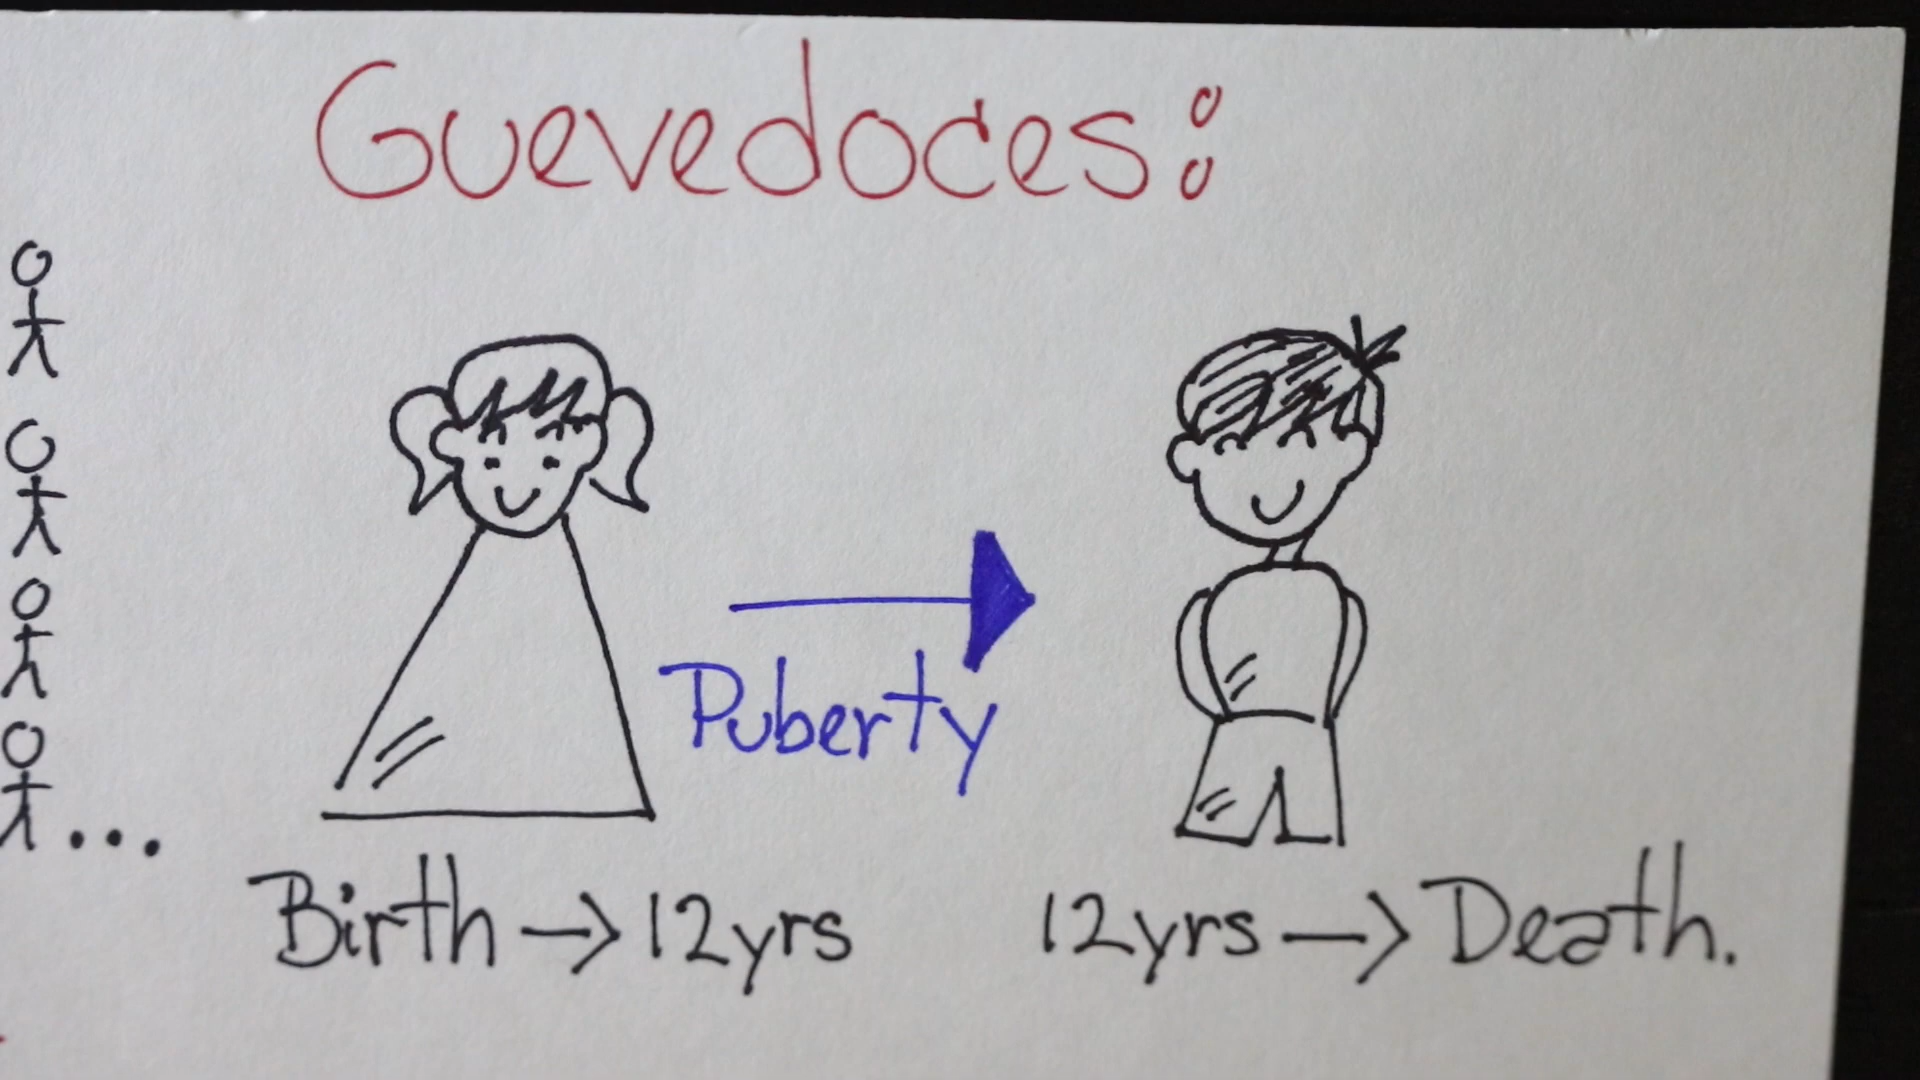 Guevedoces:
Puberty
Birth → 12yrs
12yrs → Death.